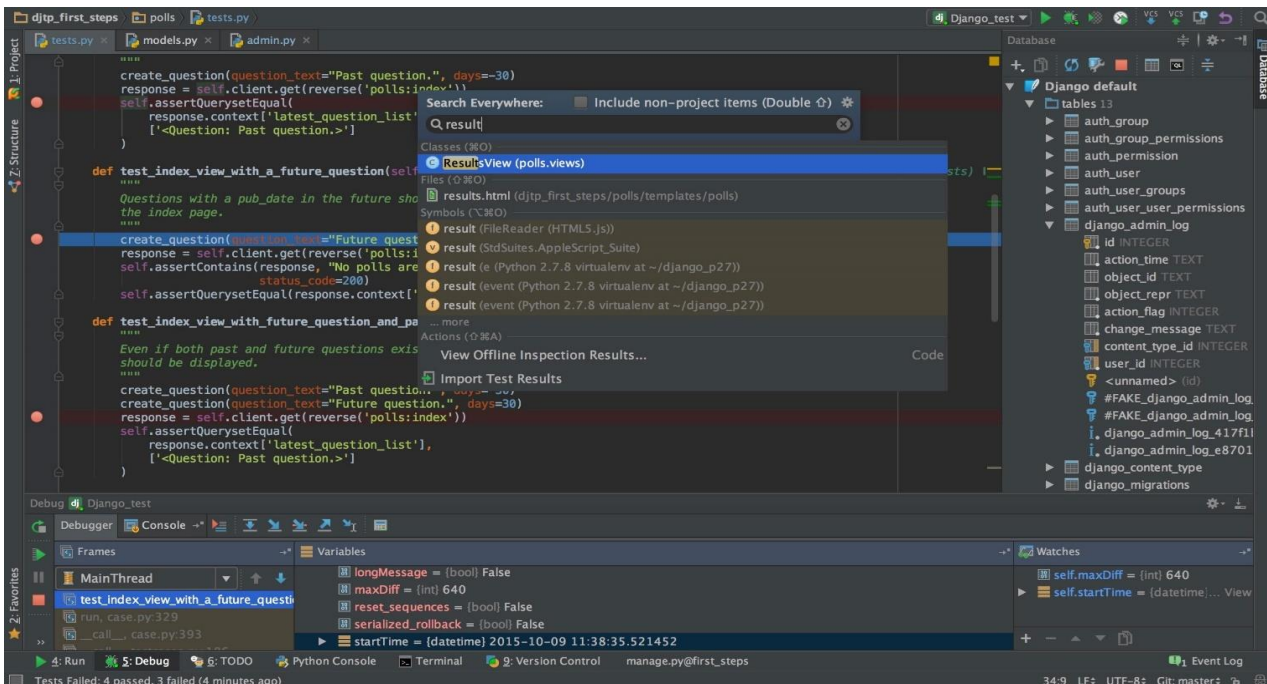 djtp_first_steps polls tests.py
Django_test
VCS VCS
tests.py × models.py × admin.py ×
1: Project
Z: Structure
2: Favorites
"""
create_question(question_text="Past question.", days=-30)
response = self.client.get(reverse('polls:index'))
self.assertQuerysetEqual(
response.context['latest_question_list'
['<Question: Past question.>']
)
def test_index_view_with_a_future_question(self
"""
Questions with a pub_date in the future sho
the index page.
"""
create_question(question_text="Future quest
response = self.client.get(reverse('polls:i
self.assertContains(response, "No polls are
status_code=200)
self.assertQuerysetEqual(response.context['
def test_index_view_with_future_question_and_pa
"""
Even if both past and future questions exis
should be displayed.
"""
create_question(question_text="Past question.", days=-30)
create_question(question_text="Future question.", days=30)
response = self.client.get(reverse('polls:index'))
self.assertQuerysetEqual(
response.context['latest_question_list'],
['<Question: Past question.>']
)
Search Everywhere: Include non-project items (Double ⇧)
result
Classes (⌘O)
ResultsView (polls.views)
Files (⇧⌘O)
results.html (djtp_first_steps/polls/templates/polls)
Symbols (⌥⌘O)
result (FileReader (HTML5.js))
result (StdSuites.AppleScript_Suite)
result (e (Python 2.7.8 virtualenv at ~/django_p27))
result (event (Python 2.7.8 virtualenv at ~/django_p27))
result (event (Python 2.7.8 virtualenv at ~/django_p27))
... more
Actions (⇧⌘A)
View Offline Inspection Results... Code
Import Test Results
Database
Database
Django default
tables 13
auth_group
auth_group_permissions
auth_permission
auth_user
auth_user_groups
auth_user_user_permissions
django_admin_log
id INTEGER
action_time TEXT
object_id TEXT
object_repr TEXT
action_flag INTEGER
change_message TEXT
content_type_id INTEGER
user_id INTEGER
<unnamed> (id)
#FAKE_django_admin_log_
#FAKE_django_admin_log_
django_admin_log_417f1
django_admin_log_e8701
django_content_type
django_migrations
Debug Django_test
Debugger Console
Frames
MainThread
test_index_view_with_a_future_questi
run, case.py:329
__call__, case.py:393
Variables
longMessage = {bool} False
maxDiff = {int} 640
reset_sequences = {bool} False
serialized_rollback = {bool} False
startTime = {datetime} 2015-10-09 11:38:35.521452
Watches
self.maxDiff = {int} 640
self.startTime = {datetime}... View
4: Run 5: Debug 6: TODO Python Console Terminal 9: Version Control manage.py@first_steps 1 Event Log
Tests Failed: 4 passed, 3 failed (4 minutes ago) 34:9 LF÷ UTF-8÷ Git: master÷